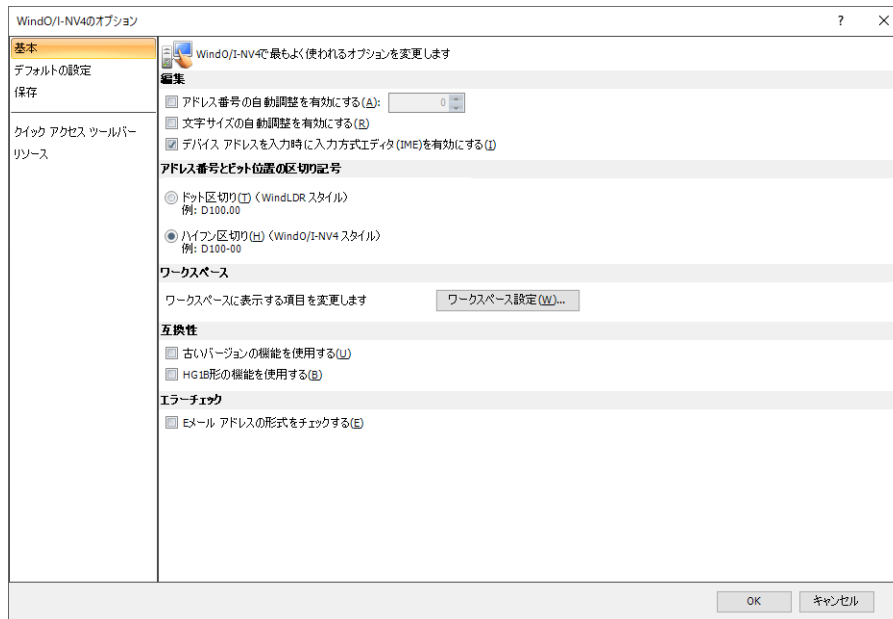 WindO/I-NV4のオプション
基本
デフォルトの設定
保存
クイック アクセス ツールバー
リソース
WindO/I-NV4で最もよく使われるオプションを変更します
編集
アドレス番号の自動調整を有効にする(A): 0
文字サイズの自動調整を有効にする(R)
デバイス アドレスを入力時に入力方式エディタ(IME)を有効にする(I)
アドレス番号とビット位置の区切り記号
ドット区切り(T) (WindLDR スタイル)
例: D100.00
ハイフン区切り(H) (WindO/I-NV4 スタイル)
例: D100-00
ワークスペース
ワークスペースに表示する項目を変更します ワークスペース設定(W)...
互換性
古いバージョンの機能を使用する(U)
HG1B形の機能を使用する(B)
エラーチェック
Eメール アドレスの形式をチェックする(E)
OK キャンセル